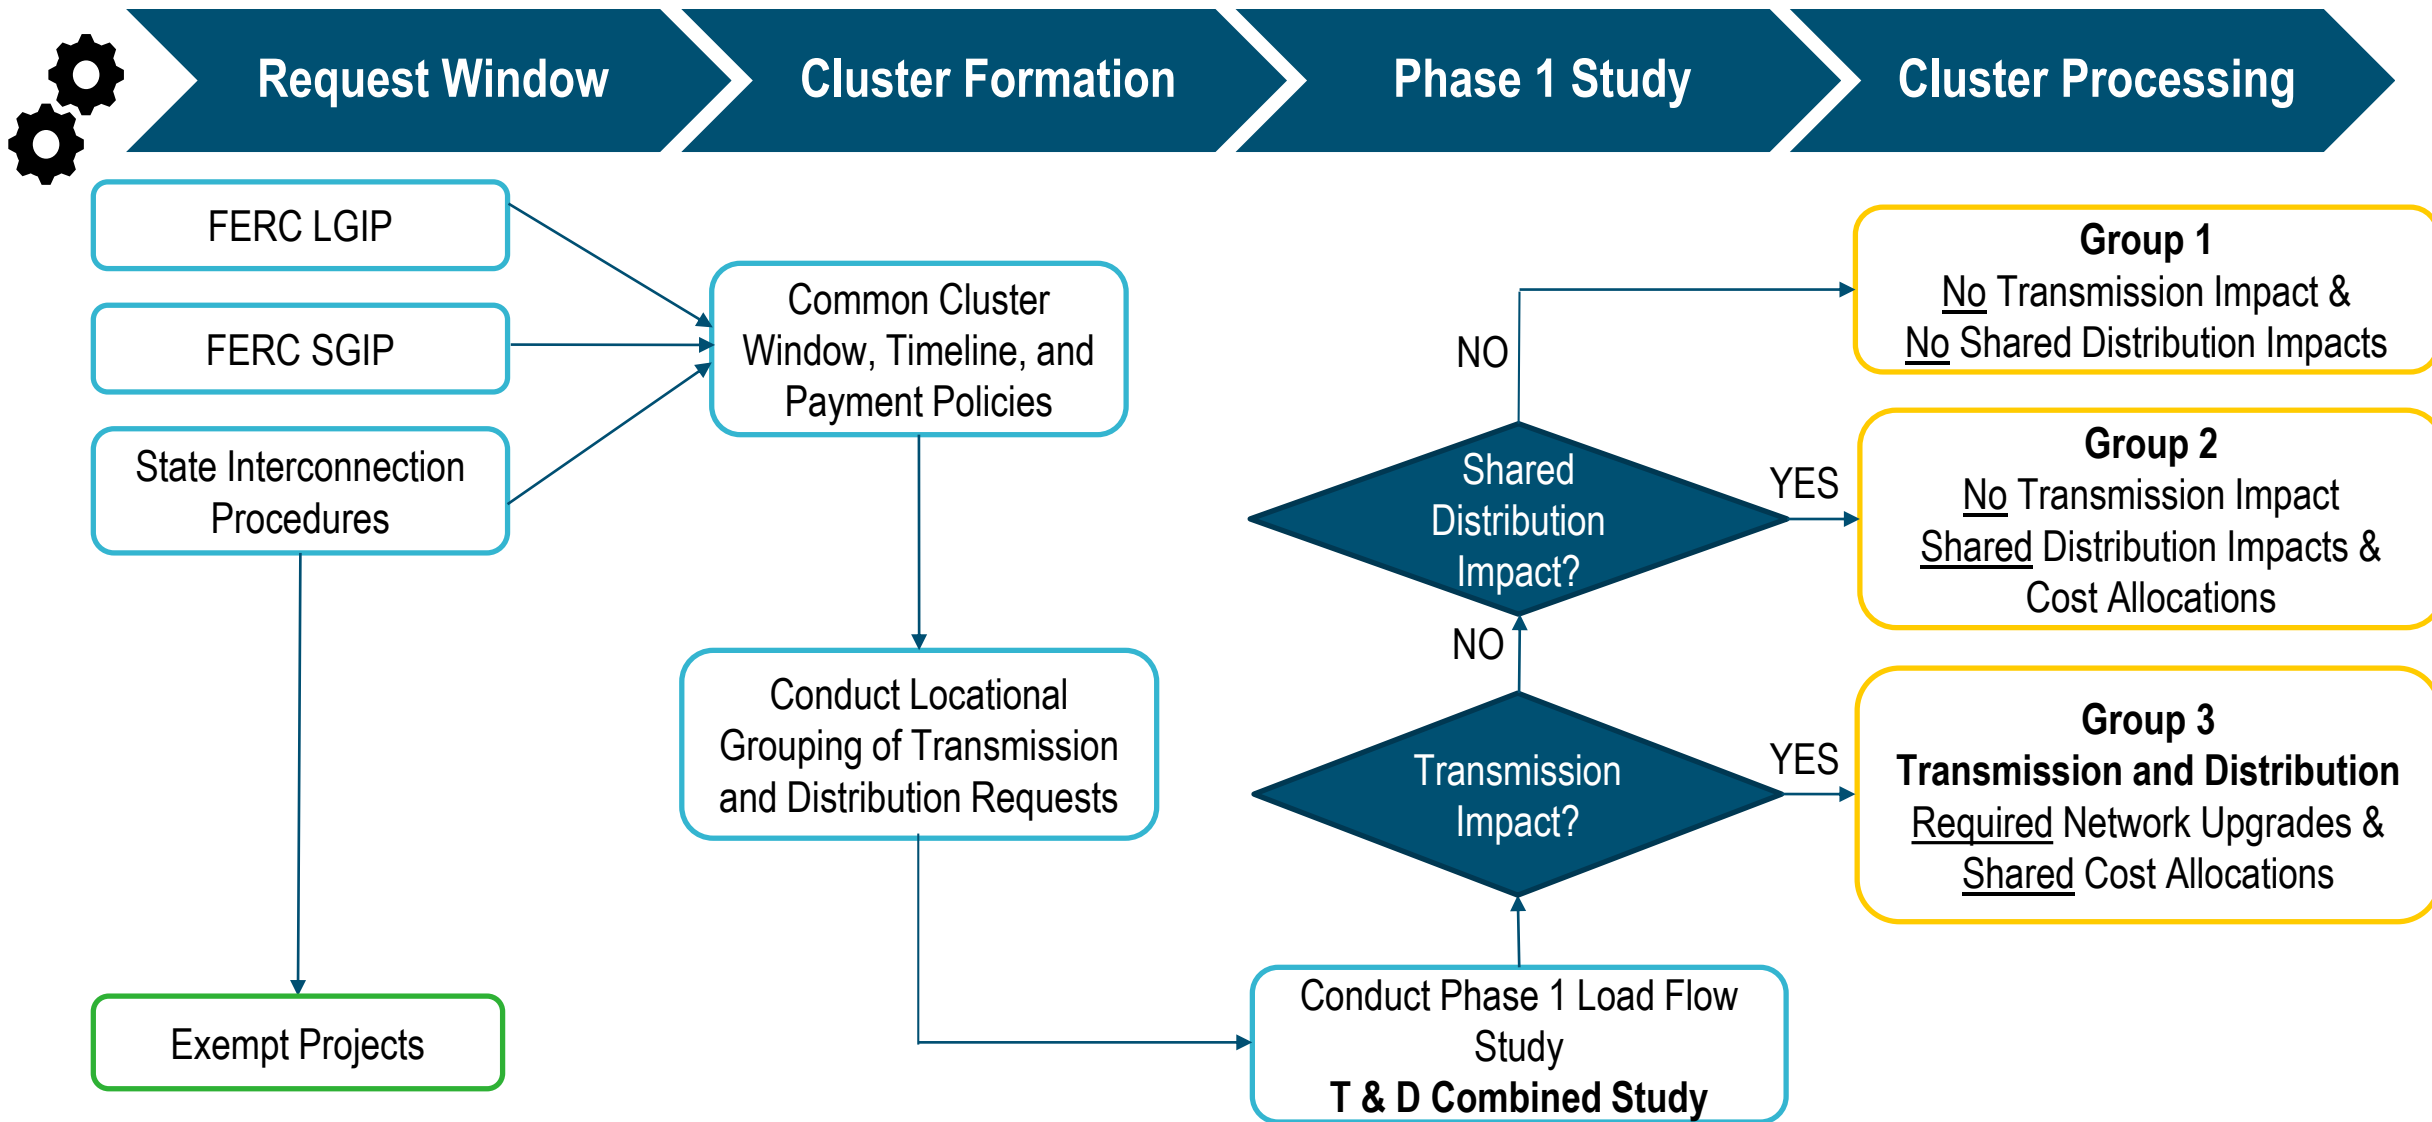 Request Window
Cluster Formation
Phase 1 Study
Cluster Processing
FERC LGIP
FERC SGIP
State Interconnection
Procedures
Exempt Projects
Common Cluster
Window, Timeline, and
Payment Policies
Conduct Locational
Grouping of Transmission
and Distribution Requests
NO
Shared
Distribution
Impact?
YES
NO
Transmission
Impact?
YES
Conduct Phase 1 Load Flow
Study
T & D Combined Study
Group 1
No Transmission Impact &
No Shared Distribution Impacts
Group 2
No Transmission Impact
Shared Distribution Impacts &
Cost Allocations
Group 3
Transmission and Distribution
Required Network Upgrades &
Shared Cost Allocations